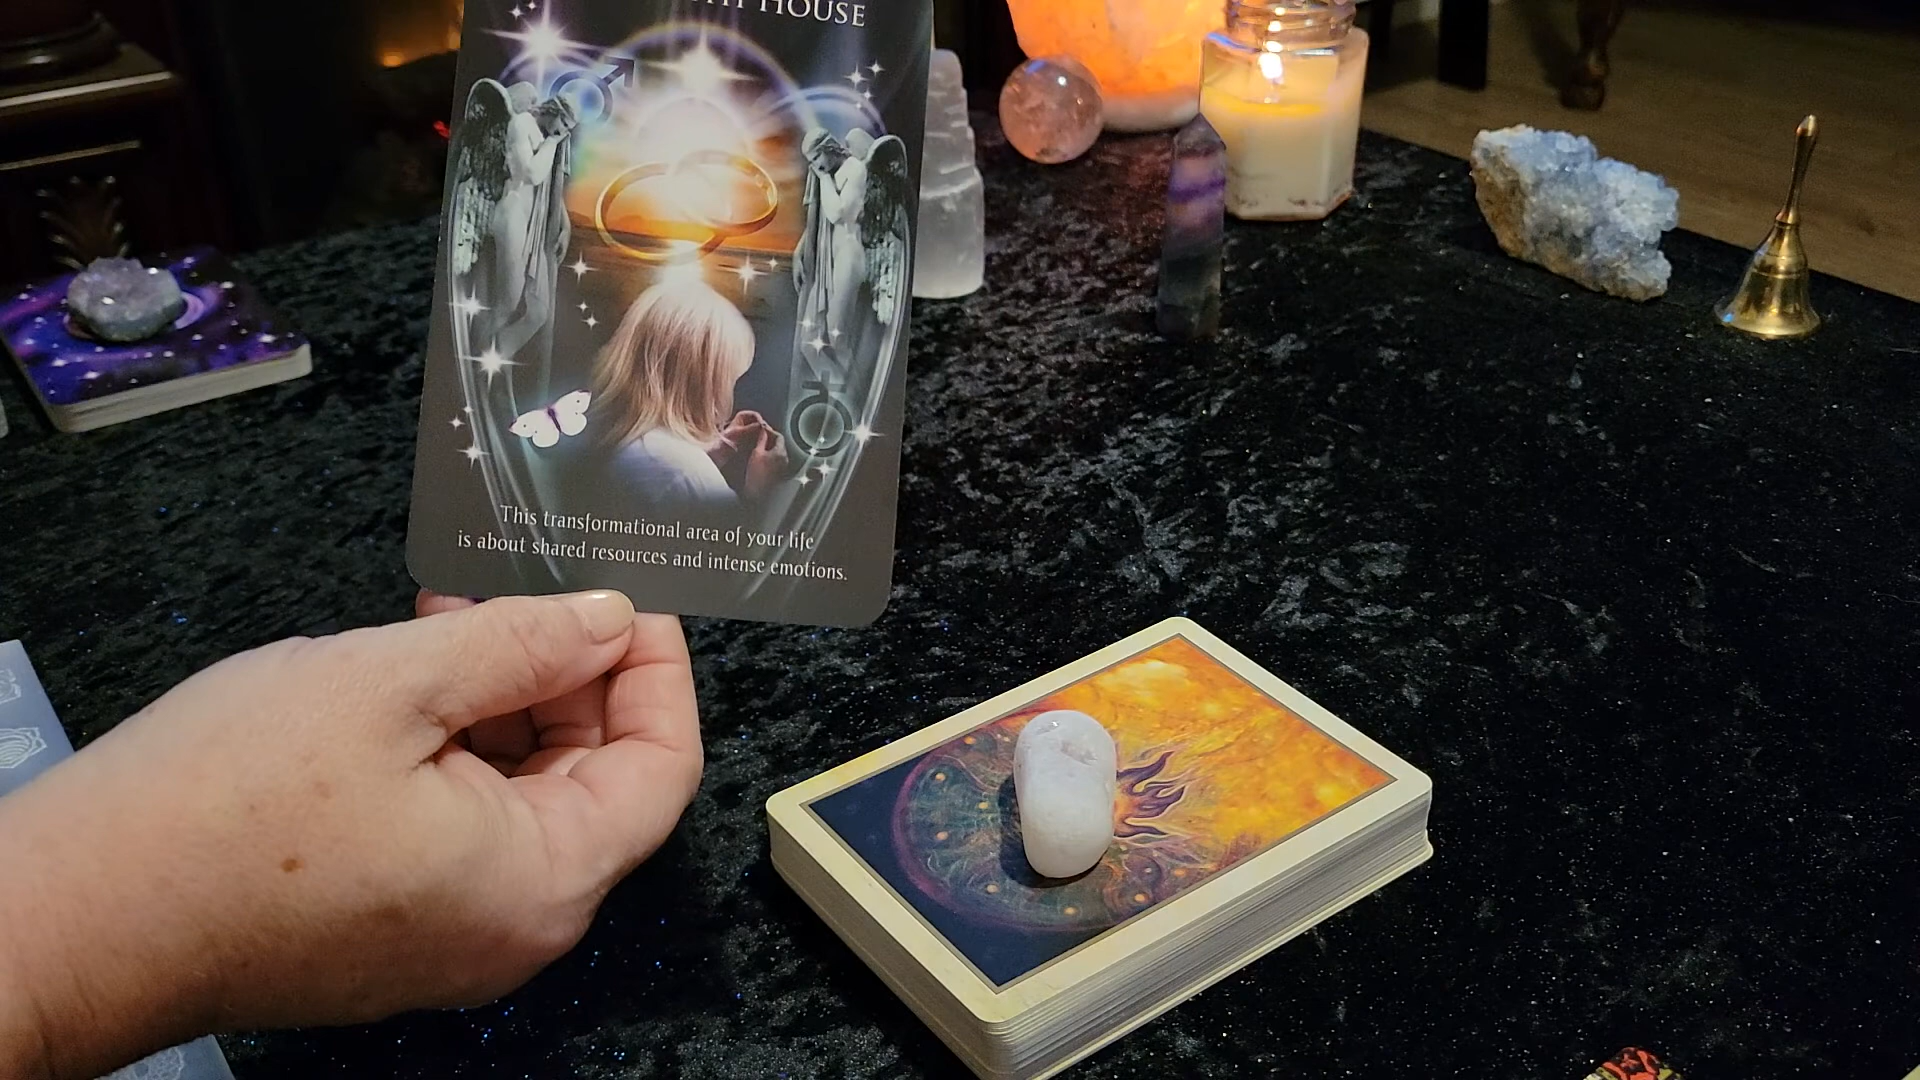 HOUSE
This transformational area of your life
is about shared resources and intense emotions.